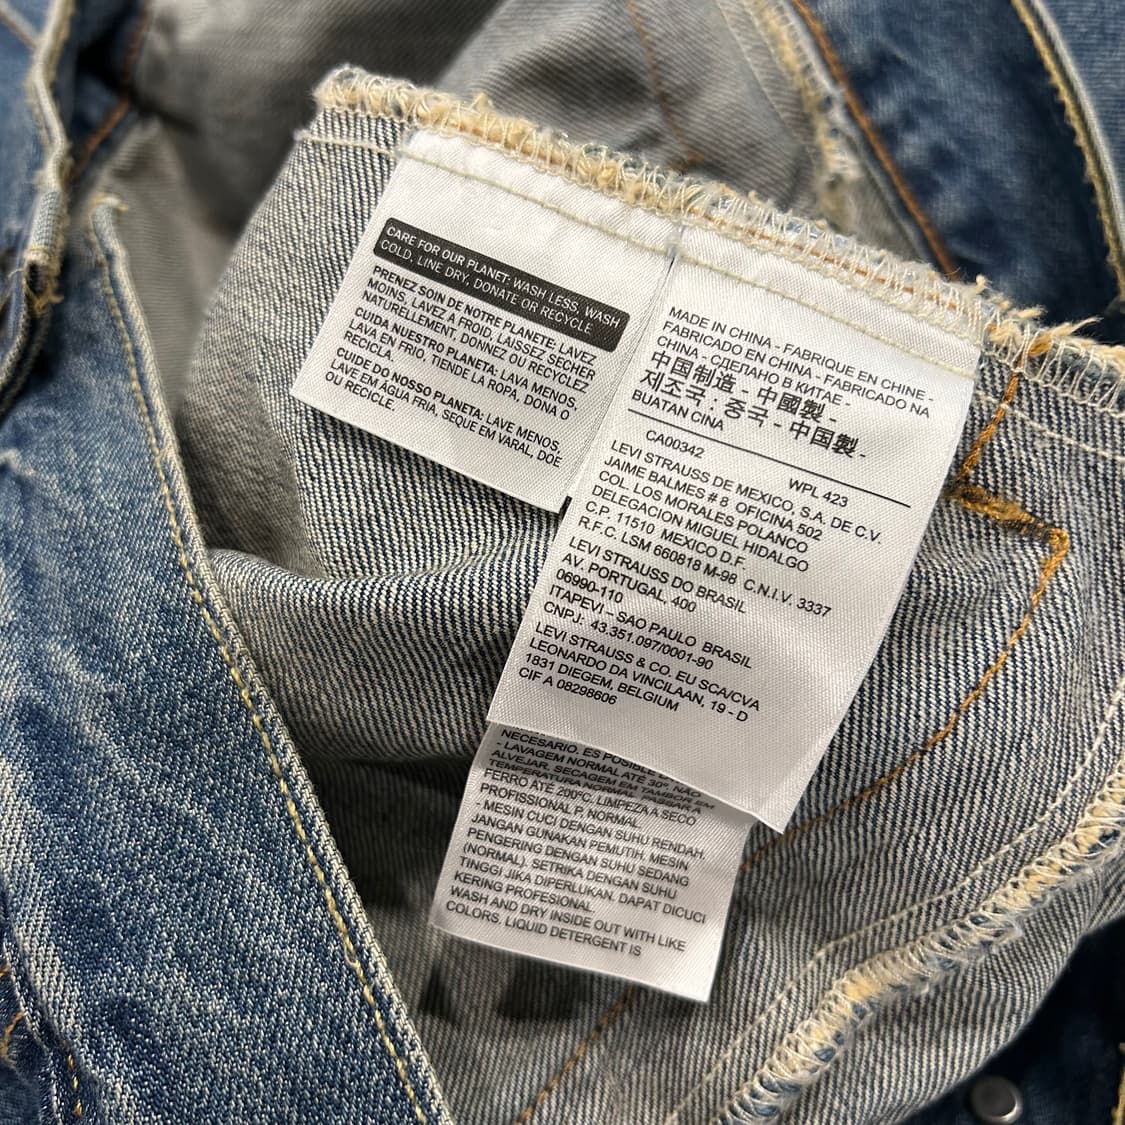 CARE FOR OUR PLANET: WASH LESS, WASH
COLD, LINE DRY, DONATE OR RECYCLE
PRENEZ SOIN DE NOTRE PLANETE: LAVEZ
MOINS, LAVEZ À FROID, LAISSEZ SÉCHER
NATURELLEMENT, DONNEZ OU RECYCLEZ
CUIDA NUESTRO PLANETA: LAVA MENOS,
LAVA EN FRIO, TIENDE LA ROPA, DONA O
RECICLA.
CUIDE DO NOSSO PLANETA: LAVE MENOS,
LAVE EM ÁGUA FRIA, SEQUE EM VARAL, DOE
OU RECICLE.
MADE IN CHINA - FABRIQUE EN CHINE -
FABRICADO EN CHINA - FABRICADO NA
CHINA - СДЕЛАНО В КИТАЕ -
中国制造 - 中國製 -
제조국 : 중국 - 中国製 -
BUATAN CINA
CA00342 WPL 423
LEVI STRAUSS DE MEXICO, S.A. DE C.V.
JAIME BALMES # 8 OFICINA 502
COL. LOS MORALES POLANCO
DELEGACION MIGUEL HIDALGO
C.P. 11510 MEXICO D.F.
R.F.C. LSM 660818 M-98 C.N.I.V. 3337
LEVI STRAUSS DO BRASIL
AV. PORTUGAL, 400
06990-110
ITAPEVI - SAO PAULO BRASIL
CNPJ: 43.351.097/0001-90
LEVI STRAUSS & CO. EU SCA/CVA
LEONARDO DA VINCILAAN, 19 - D
1831 DIEGEM, BELGIUM
CIF A 08298606
NECESARIO. ES POSIBLE
- LAVAGEM NORMAL ATÉ 30º. NÃO
ALVEJAR. SECAGEM EM TAMBOR EM
TEMPERATURA NORMAL. PASSAR A
FERRO ATÉ 200ºC. LIMPEZA A SECO
PROFISSIONAL P, NORMAL
- MESIN CUCI DENGAN SUHU RENDAH.
JANGAN GUNAKAN PEMUTIH. MESIN
PENGERING DENGAN SUHU SEDANG
(NORMAL). SETRIKA DENGAN SUHU
TINGGI JIKA DIPERLUKAN. DAPAT DICUCI
KERING PROFESIONAL
WASH AND DRY INSIDE OUT WITH LIKE
COLORS. LIQUID DETERGENT IS